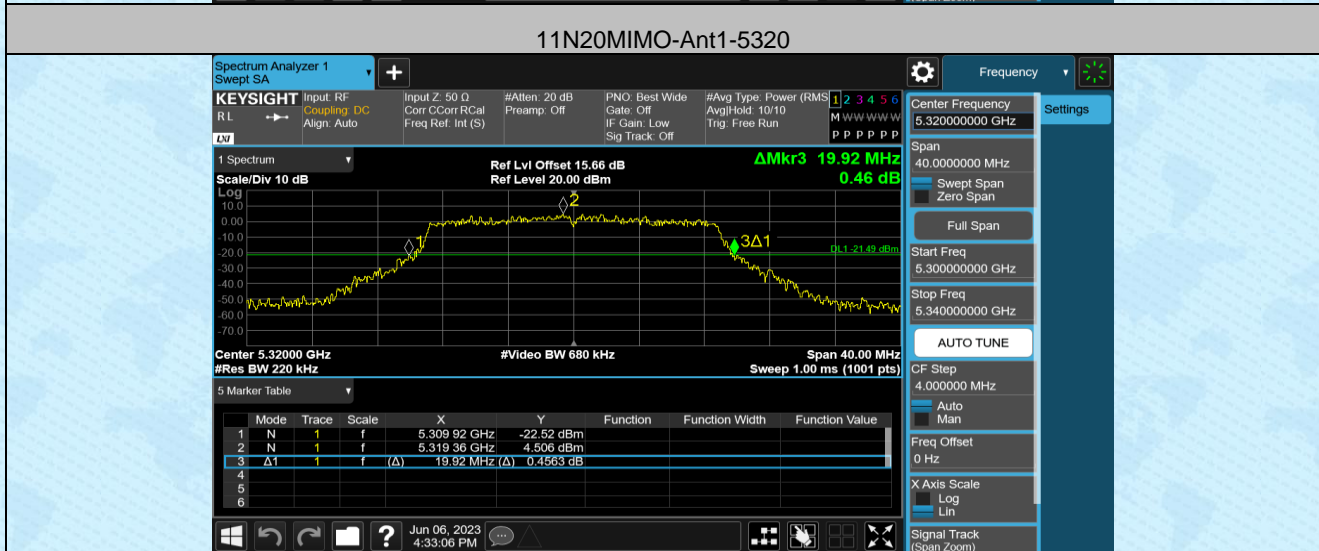 (Span Zoom)
11N20MIMO-Ant1-5320
Spectrum Analyzer 1
Swept SA
Frequency
KEYSIGHT
R L
LXI
Input: RF
Coupling: DC
Align: Auto
Input Z: 50 Ω
Corr CCorr RCal
Freq Ref: Int (S)
#Atten: 20 dB
Preamp: Off
PNO: Best Wide
Gate: Off
IF Gain: Low
Sig Track: Off
#Avg Type: Power (RMS
Avg|Hold: 10/10
Trig: Free Run
1 2 3 4 5 6
M W W W W W
P P P P P P
1 Spectrum
Scale/Div 10 dB
Ref Lvl Offset 15.66 dB
Ref Level 20.00 dBm
ΔMkr3 19.92 MHz
0.46 dB
Log
10.0
0.00
-10.0
-20.0
-30.0
-40.0
-50.0
-60.0
-70.0
1
2
3Δ1
DL1 -21.49 dBm
Center 5.32000 GHz
#Res BW 220 kHz
#Video BW 680 kHz
Span 40.00 MHz
Sweep 1.00 ms (1001 pts)
5 Marker Table
Mode Trace Scale X Y Function Function Width Function Value
1 N 1 f 5.309 92 GHz -22.52 dBm
2 N 1 f 5.319 36 GHz 4.506 dBm
3 Δ1 1 f (Δ) 19.92 MHz (Δ) 0.4563 dB
4
5
6
?
Jun 06, 2023
4:33:06 PM
Center Frequency
5.320000000 GHz
Settings
Span
40.0000000 MHz
Swept Span
Zero Span
Full Span
Start Freq
5.300000000 GHz
Stop Freq
5.340000000 GHz
AUTO TUNE
CF Step
4.000000 MHz
Auto
Man
Freq Offset
0 Hz
X Axis Scale
Log
Lin
Signal Track
(Span Zoom)